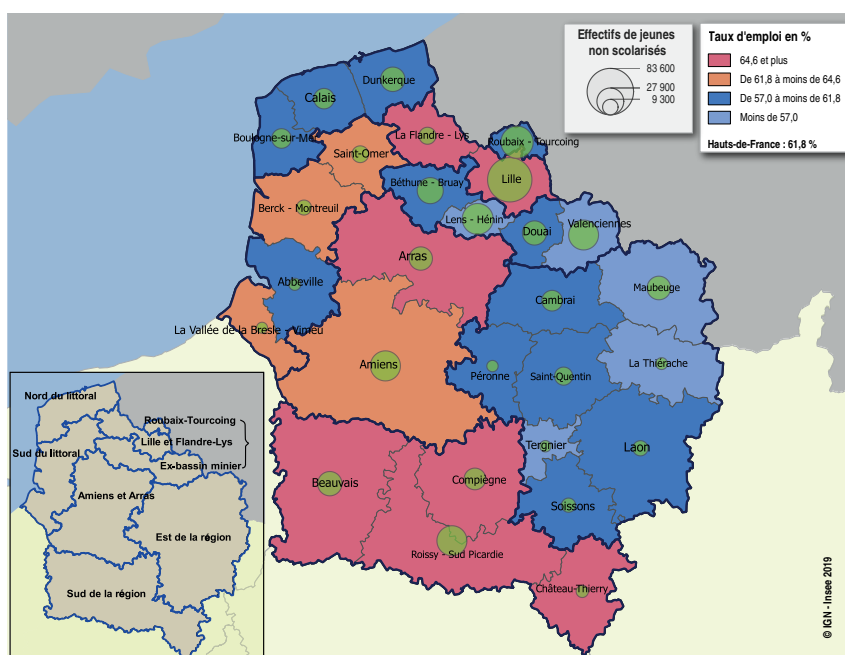 Effectifs de jeunes
non scolarisés
83 600
27 900
9 300
Taux d'emploi en %
64,6 et plus
De 61,8 à moins de 64,6
De 57,0 à moins de 61,8
Moins de 57,0
Hauts-de-France : 61,8 %
Dunkerque
Calais
Boulogne-sur-Mer
La Flandre - Lys
Roubaix - Tourcoing
Saint-Omer
Lille
Béthune - Bruay
Berck - Montreuil
Lens - Hénin
Douai
Valenciennes
Arras
Abbeville
Cambrai
Maubeuge
La Vallée de la Bresle - Vimeu
Amiens
Péronne
Saint-Quentin
La Thiérache
Tergnier
Laon
Beauvais
Compiègne
Soissons
Roissy - Sud Picardie
Château-Thierry
Nord du littoral
Roubaix-Tourcoing
Lille et Flandre-Lys
Sud du littoral
Ex-bassin minier
Amiens et Arras
Est de la région
Sud de la région
© IGN - Insee 2019